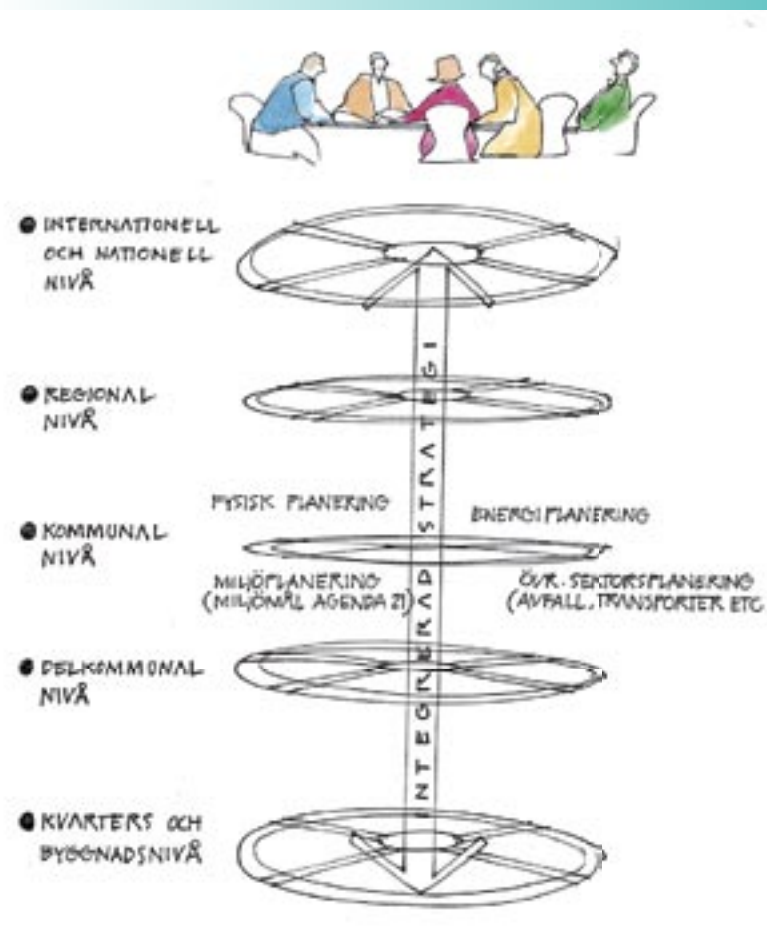 ● INTERNATIONELL
OCH NATIONELL
NIVÅ
● REGIONAL
NIVÅ
FYSISK PLANERING
ENERGIPLANERING
● KOMMUNAL
NIVÅ
MILJÖPLANERING
(MILJÖMÅL AGENDA 21)
ÖVR. SEKTORSPLANERING
(AVFALL, TRANSPORTER ETC
● DELKOMMUNAL
NIVÅ
● KVARTERS OCH
BYGGNADSNIVÅ
INTEGRERAD STRATEGI